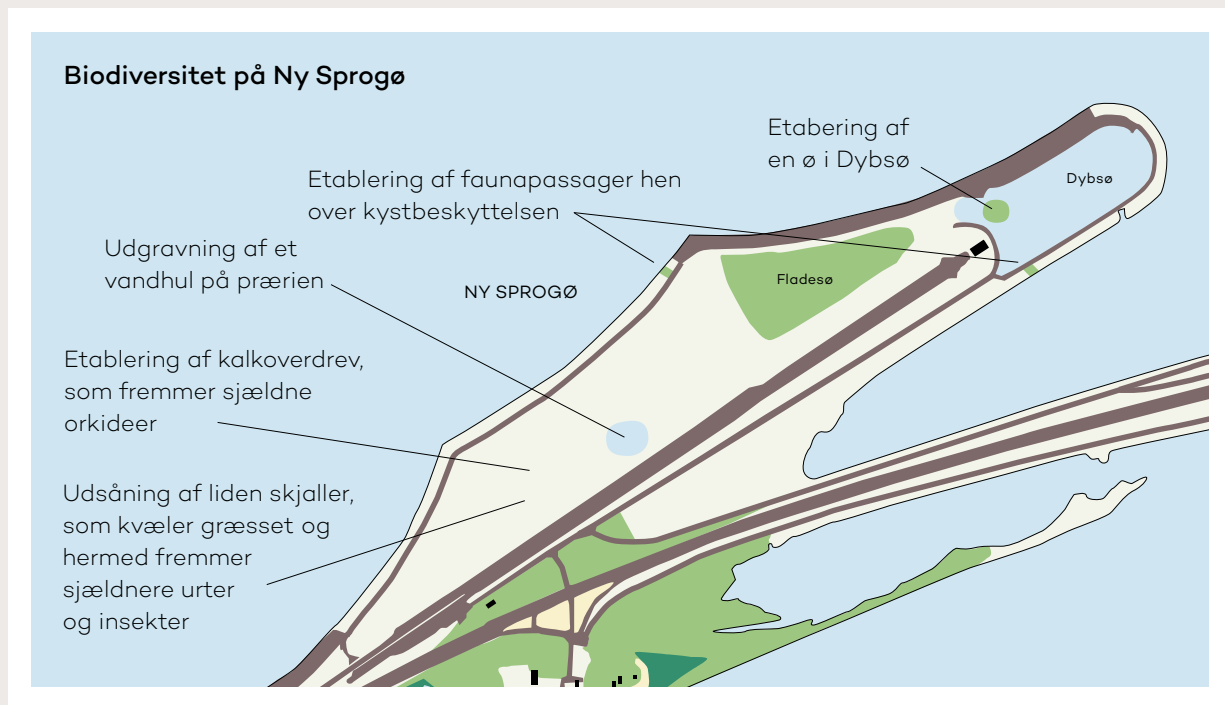 Biodiversitet på Ny Sprogø
Etabering af
en ø i Dybsø
Dybsø
Etablering af faunapassager hen
over kystbeskyttelsen
Udgravning af et
vandhul på prærien
NY SPROGØ
Fladesø
Etablering af kalkoverdrev,
som fremmer sjældne
orkideer
Udsåning af liden skjaller,
som kvæler græsset og
hermed fremmer
sjældnere urter
og insekter